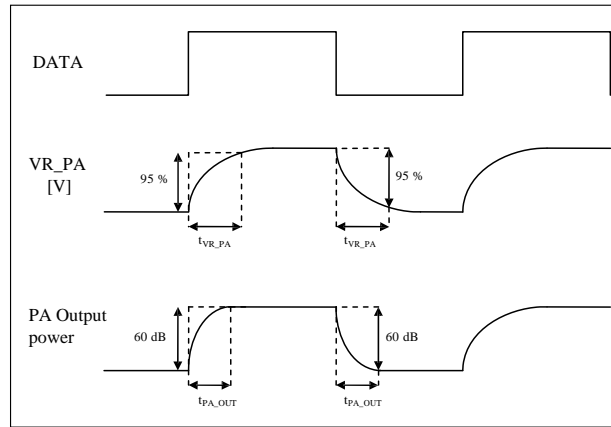 DATA
VR_PA
[V]
95 %
95 %
tVR_PA
tVR_PA
PA Output
power
60 dB
60 dB
tPA_OUT
tPA_OUT